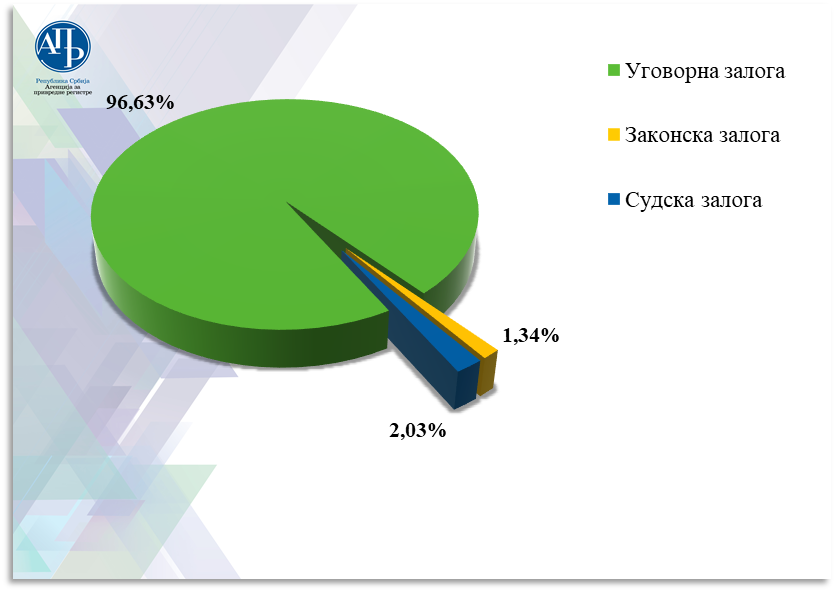 АПР
Република Србија
Агенција за
привредне регистре
96,63%
Уговорна залога
Законска залога
Судска залога
1,34%
2,03%